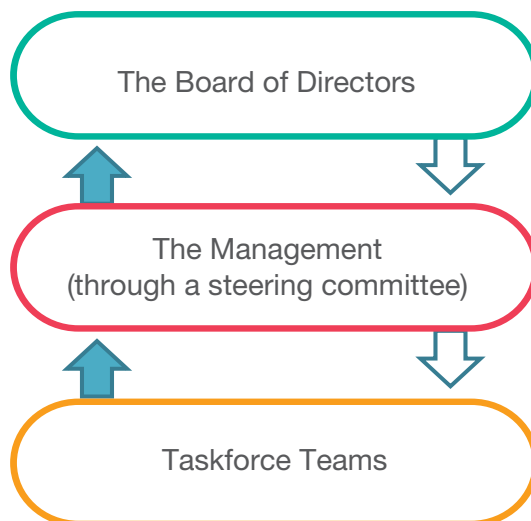 The Board of Directors
The Management
(through a steering committee)
Taskforce Teams